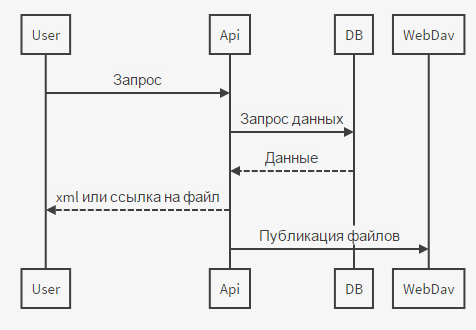 User Api DB WebDav
Запрос
Запрос данных
Данные
xml или ссылка на файл
Публикация файлов
User Api DB WebDav